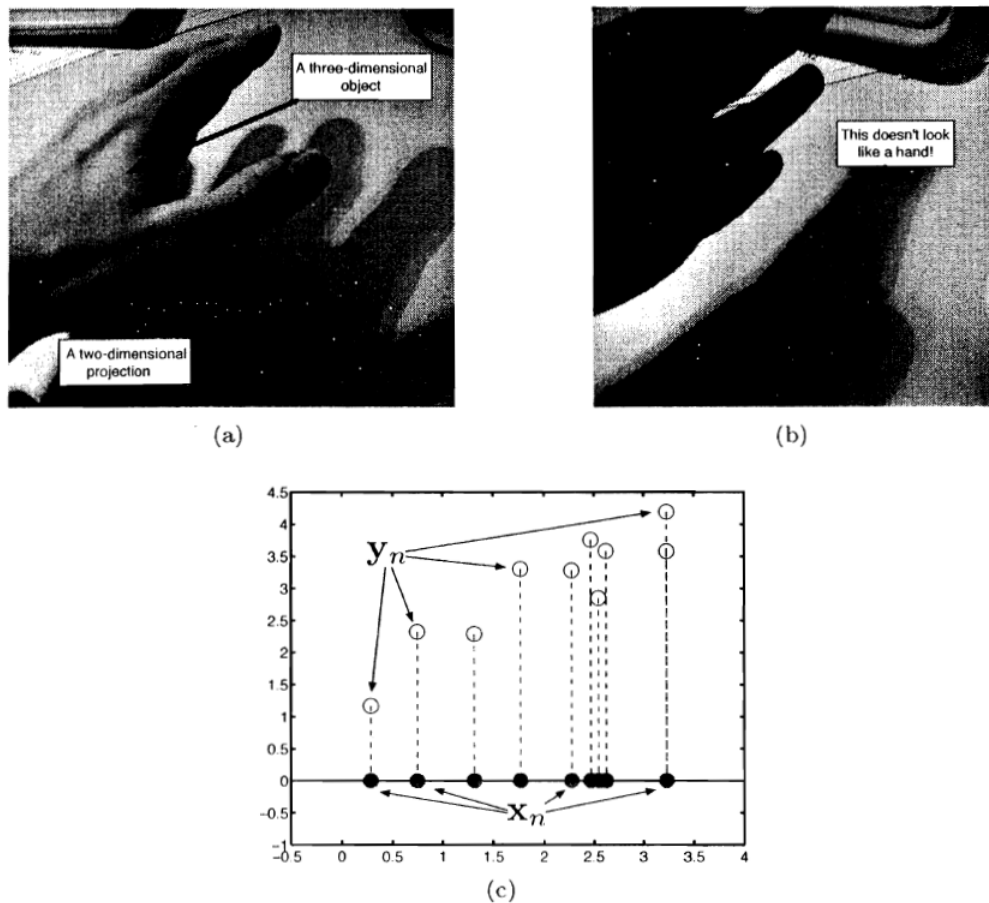 A three-dimensional
object
A two-dimensional
projection
This doesn't look
like a hand!
(a)
(b)
4.5
4
3.5
3
2.5
2
1.5
1
0.5
0
-0.5
-1
yₙ
xₙ
-0.5 0 0.5 1 1.5 2 2.5 3 3.5 4
(c)